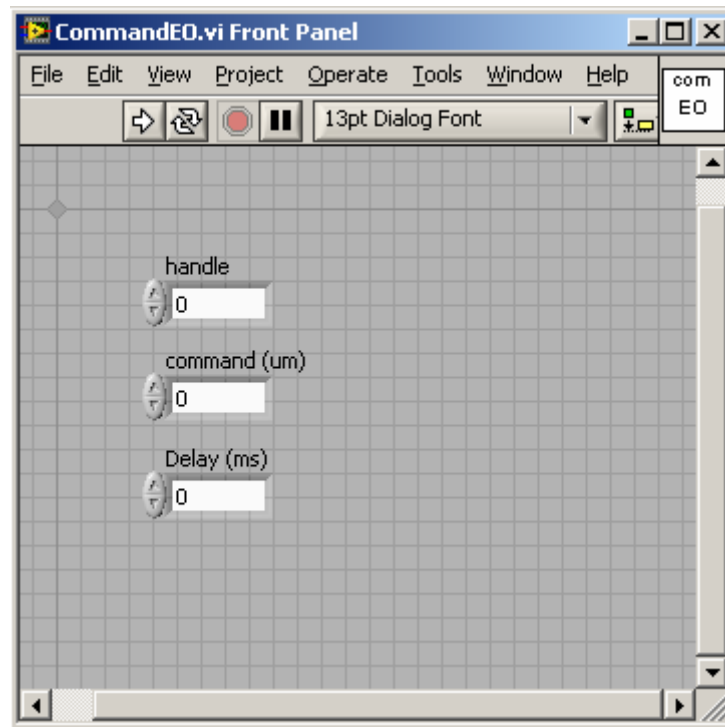 CommandEO.vi Front Panel
File Edit View Project Operate Tools Window Help
com
EO
13pt Dialog Font
handle
0
command (um)
0
Delay (ms)
0